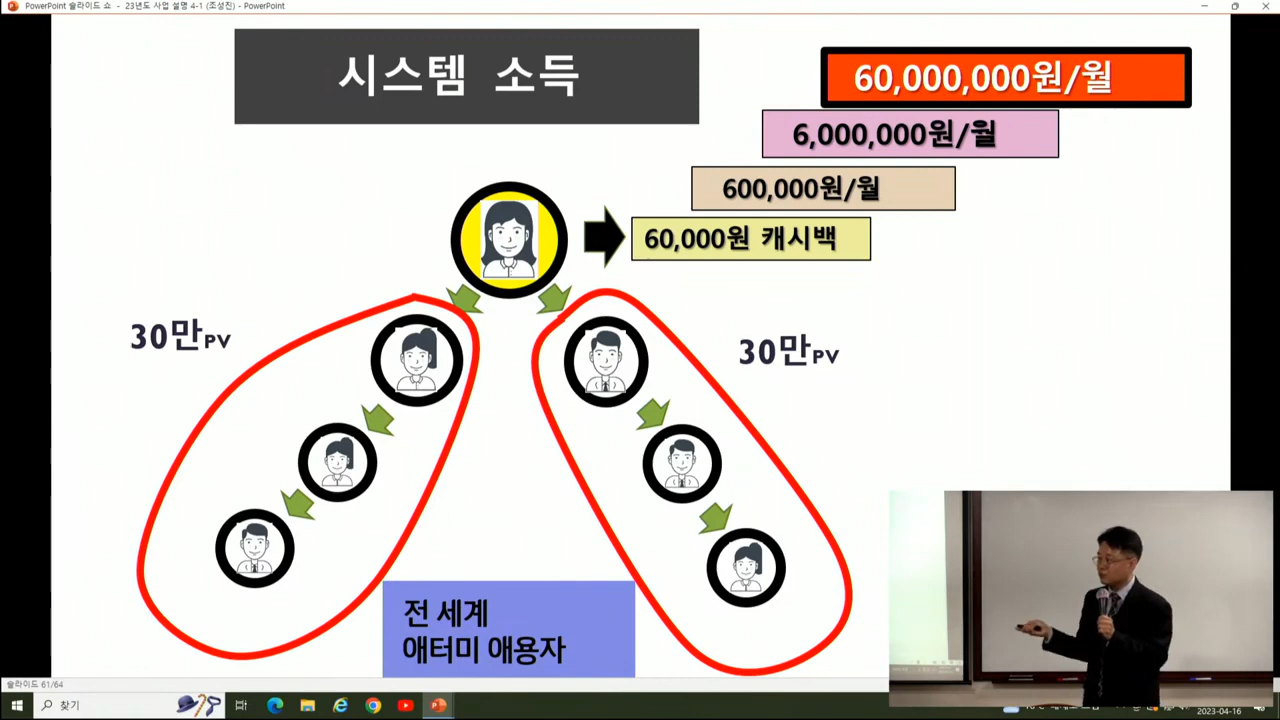 PowerPoint 슬라이드 쇼 - 23년도 사업 설명 4-1 (조성진) - PowerPoint
시스템 소득
60,000,000원/월
6,000,000원/월
600,000원/월
60,000원 캐시백
30만PV
30만PV
전 세계
애터미 애용자
슬라이드 61/64
찾기
2023-04-16